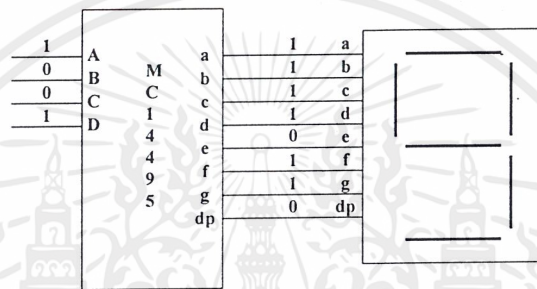 1 A a 1 a
0 B M b 1 b
0 C C c 1 c
1 D 1 d 1 d
4 e 0 e
4 f 1 f
9 g 1 g
5 dp 0 dp